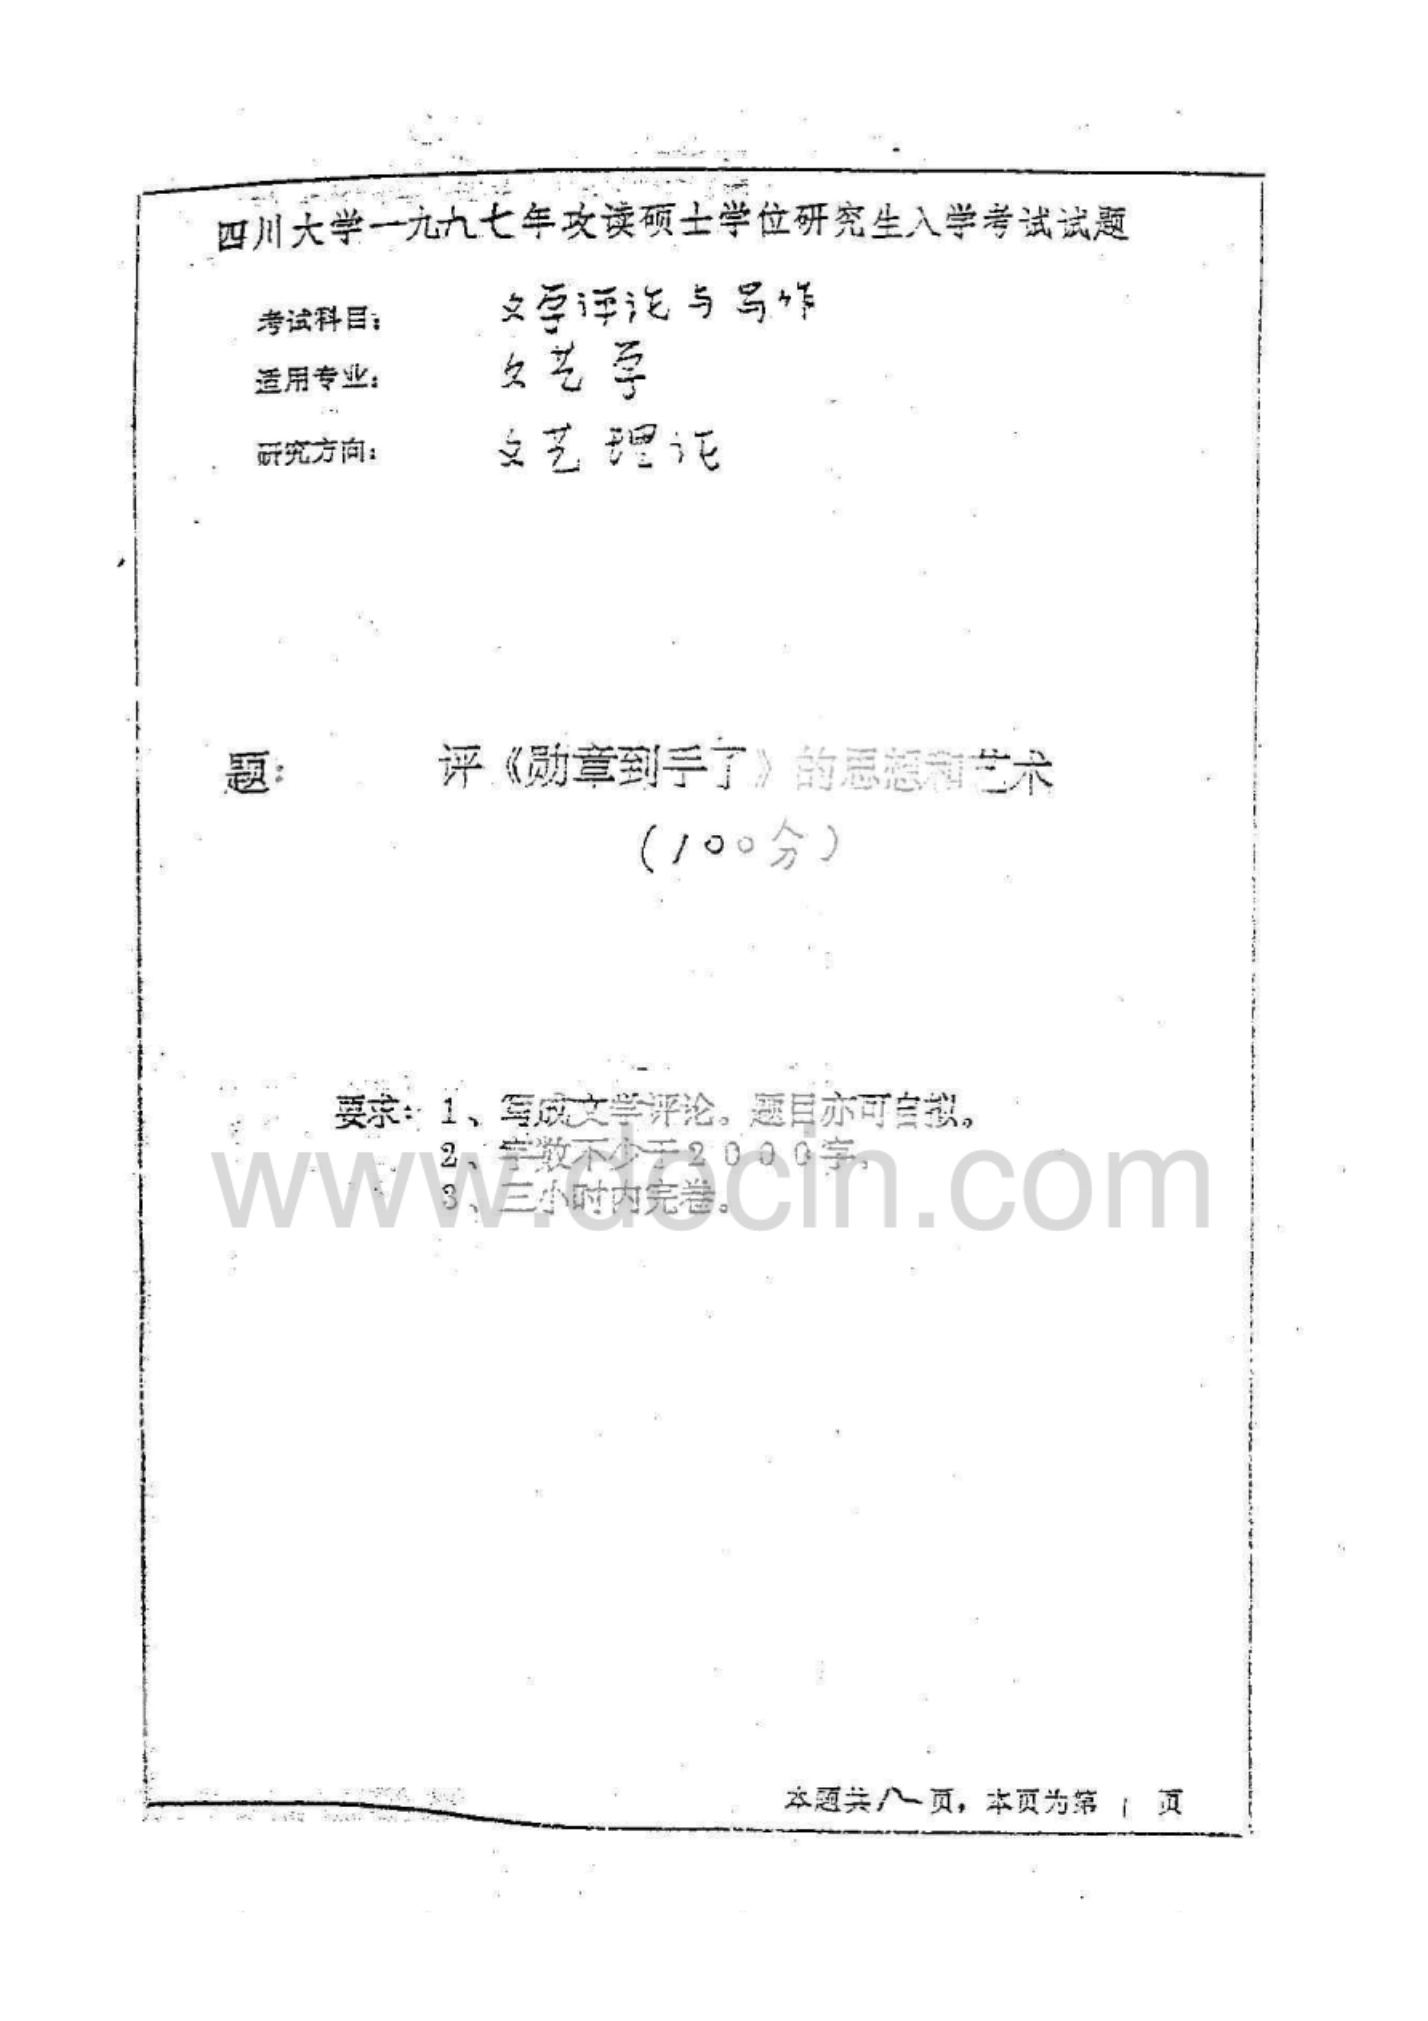 四川大学一九九七年攻读硕士学位研究生入学考试试题
考试科目： 文学评论与写作
适用专业： 文艺学
研究方向： 文艺理论
题： 评《勋章到手了》的思想和艺术
（100分）
要求：1、写成文学评论。题目亦可自拟。
2、字数不少于2000字。
3、三小时内完卷。
www.docin.com
本题共八页，本页为第1页